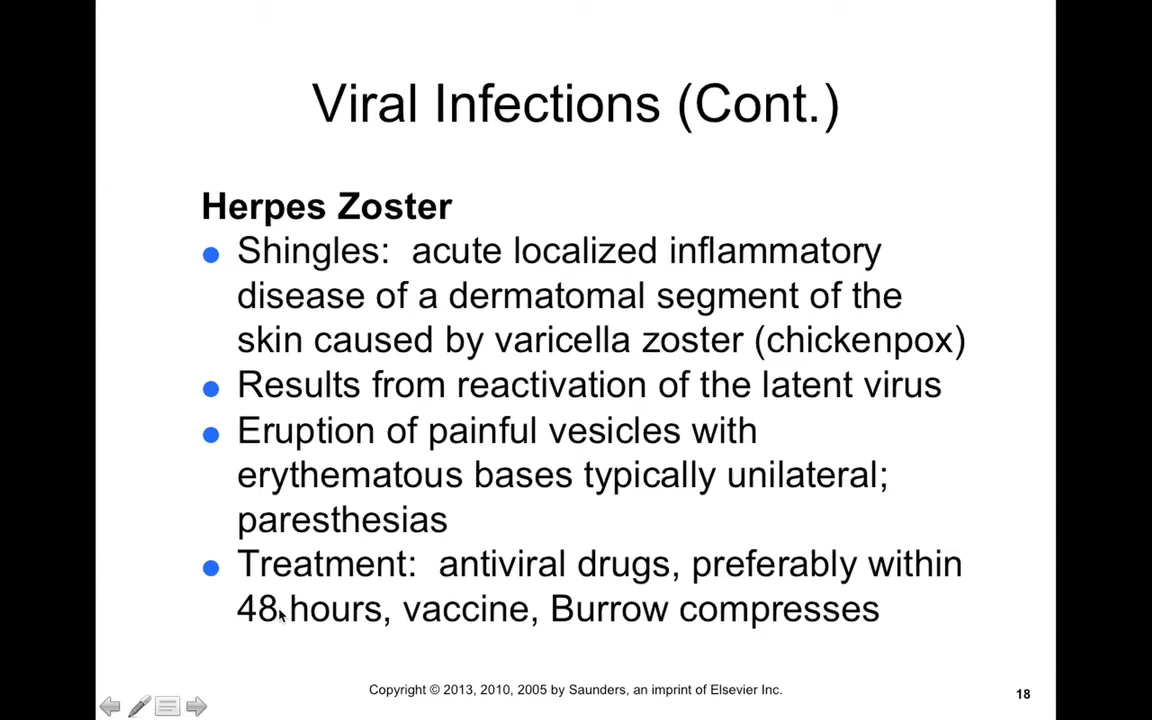 Viral Infections (Cont.)
Herpes Zoster
Shingles: acute localized inflammatory
disease of a dermatomal segment of the
skin caused by varicella zoster (chickenpox)
Results from reactivation of the latent virus
Eruption of painful vesicles with
erythematous bases typically unilateral;
paresthesias
Treatment: antiviral drugs, preferably within
48 hours, vaccine, Burrow compresses
Copyright © 2013, 2010, 2005 by Saunders, an imprint of Elsevier Inc.
18